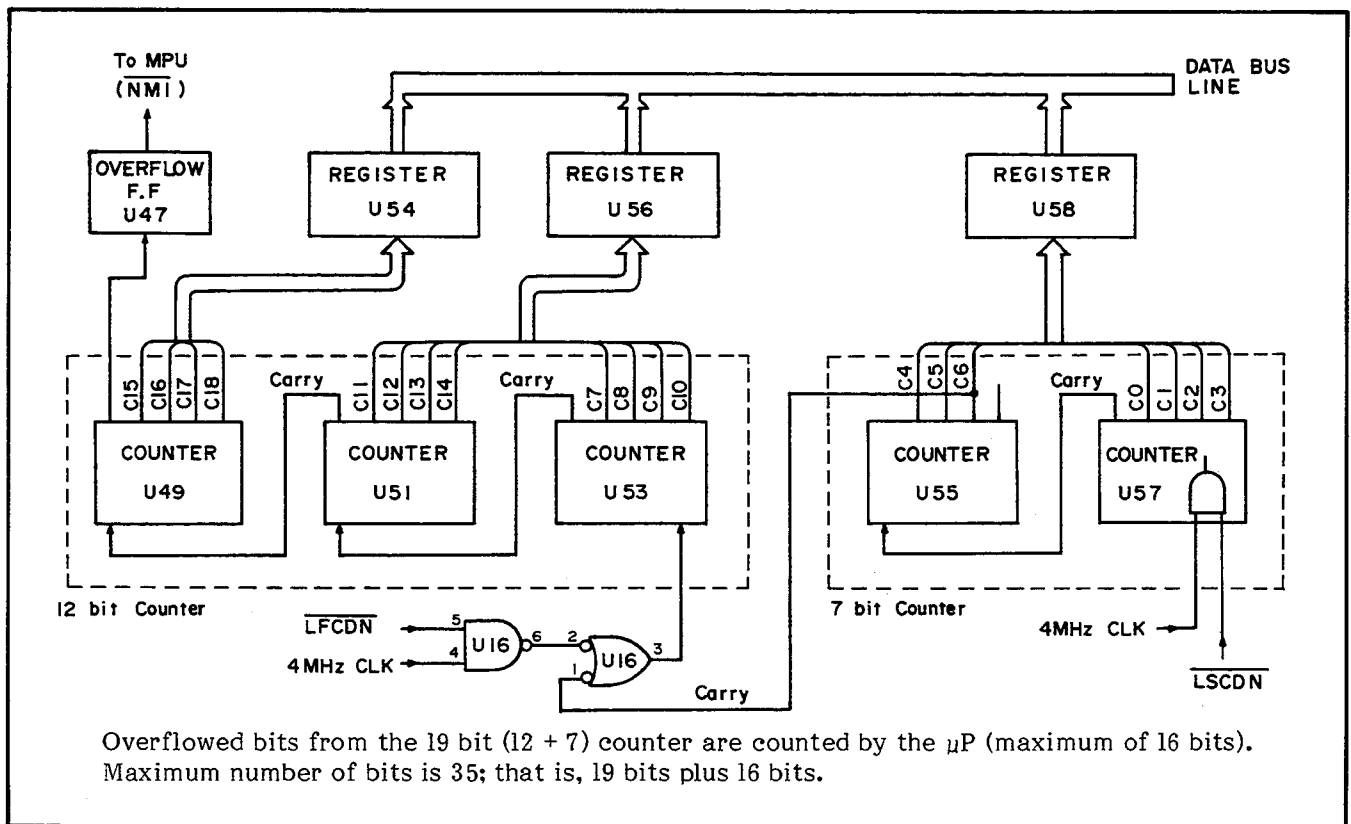 To MPU
(NMI)
DATA BUS
LINE
OVERFLOW
F.F
U47
REGISTER
U54
REGISTER
U56
REGISTER
U58
C15
C16
C17
C18
Carry
C11
C12
C13
C14
Carry
C7
C8
C9
C10
C4
C5
C6
Carry
C0
C1
C2
C3
COUNTER
U49
COUNTER
U51
COUNTER
U53
COUNTER
U55
COUNTER
U57
12 bit Counter
7 bit Counter
LFCDN
5
4MHz CLK
4
U16
6
2
1
U16
3
Carry
4MHz CLK
LSCDN
Overflowed bits from the 19 bit (12 + 7) counter are counted by the μP (maximum of 16 bits).
Maximum number of bits is 35; that is, 19 bits plus 16 bits.